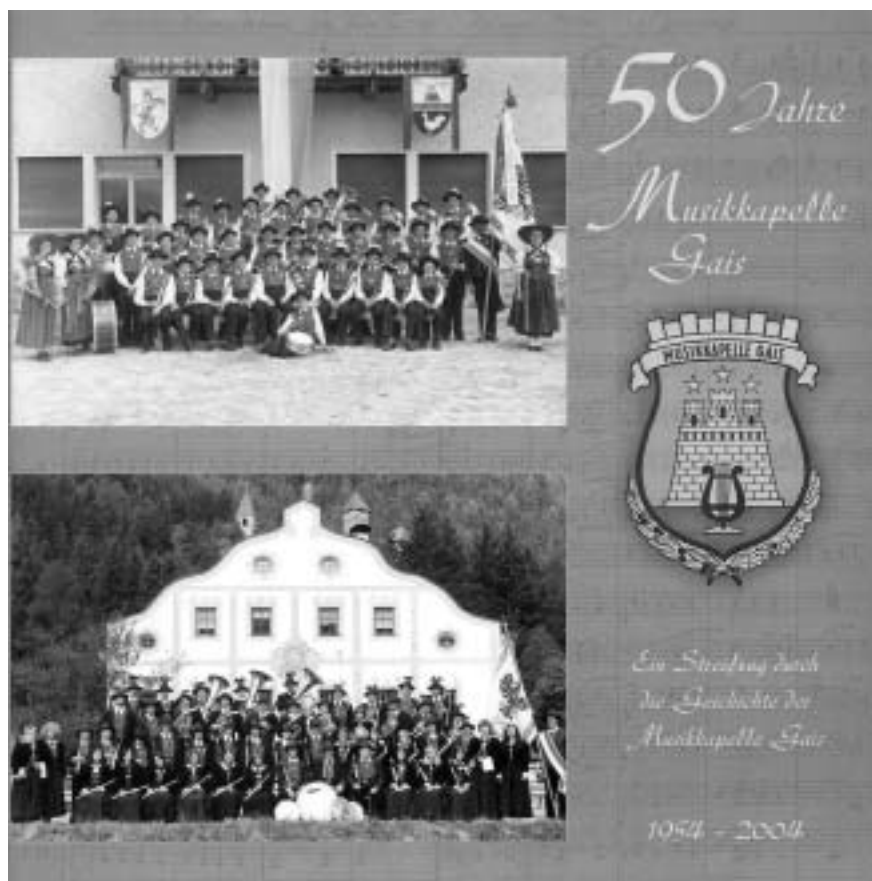 50 Jahre
Musikkapelle
Gais
MUSIKKAPELLE GAIS
Ein Streifzug durch
die Geschichte der
Musikkapelle Gais
1954 - 2004